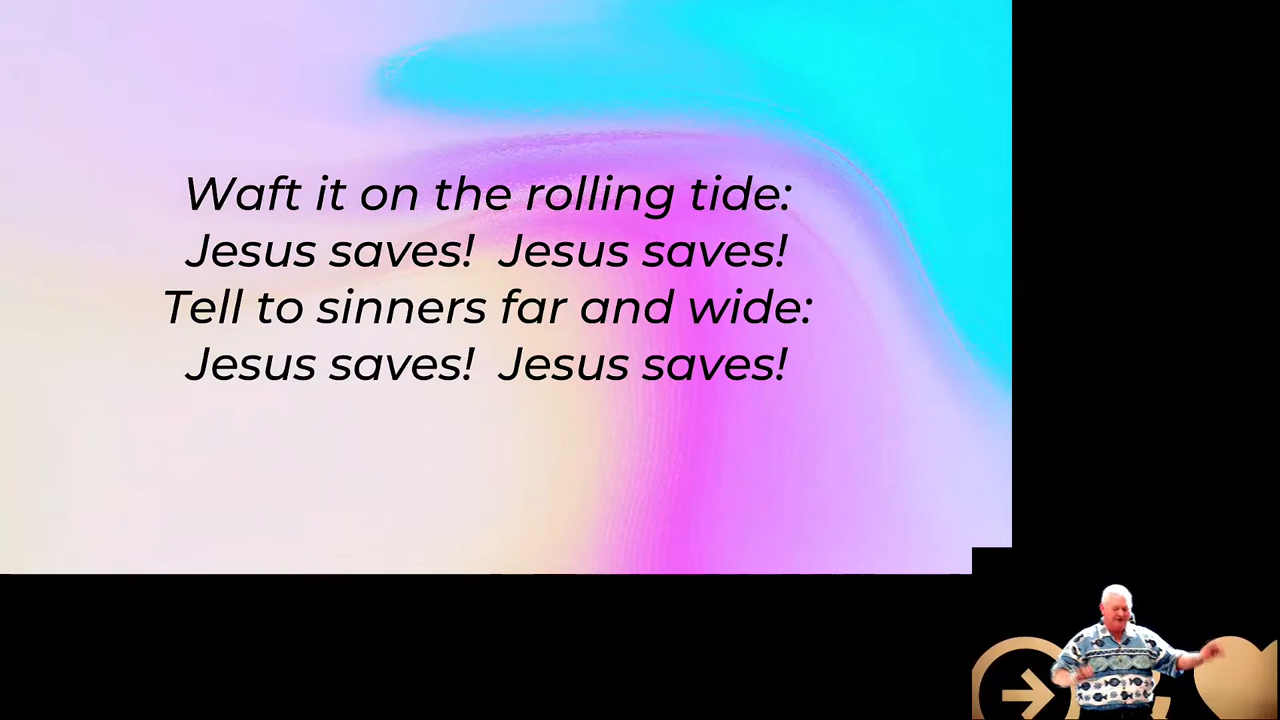 Waft it on the rolling tide:
Jesus saves!  Jesus saves!
Tell to sinners far and wide:
Jesus saves!  Jesus saves!